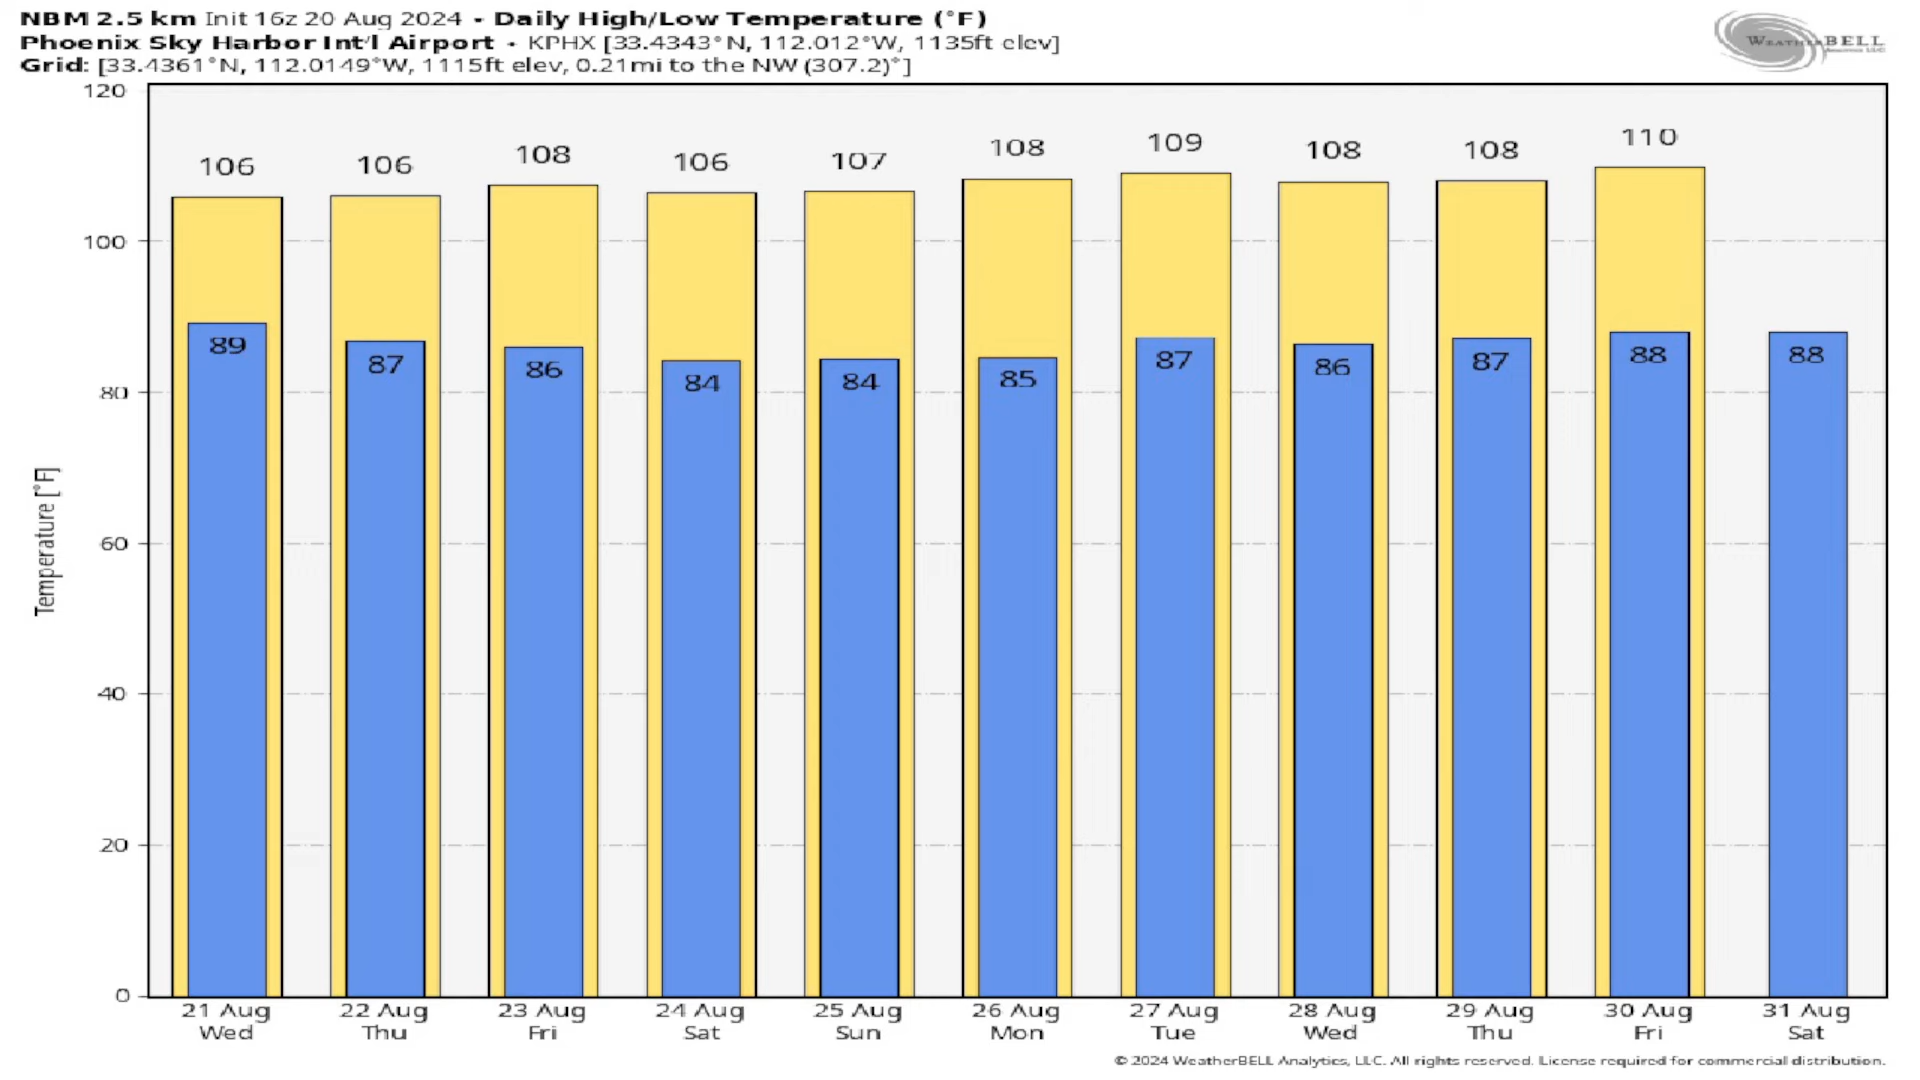 NBM 2.5 km Init 16z 20 Aug 2024 • Daily High/Low Temperature (°F)
Phoenix Sky Harbor Int'l Airport • KPHX [33.4343°N, 112.012°W, 1135ft elev]
Grid: [33.4361°N, 112.0149°W, 1115ft elev, 0.21mi to the NW (307.2)°]
WEATHERBELL
120
106 106 108 106 107 108 109 108 108 110
100
89 87 86 84 84 85 87 86 87 88 88
80
Temperature [°F]
60
40
20
0
21 Aug 22 Aug 23 Aug 24 Aug 25 Aug 26 Aug 27 Aug 28 Aug 29 Aug 30 Aug 31 Aug
Wed Thu Fri Sat Sun Mon Tue Wed Thu Fri Sat
© 2024 WeatherBELL Analytics, LLC. All rights reserved. License required for commercial distribution.